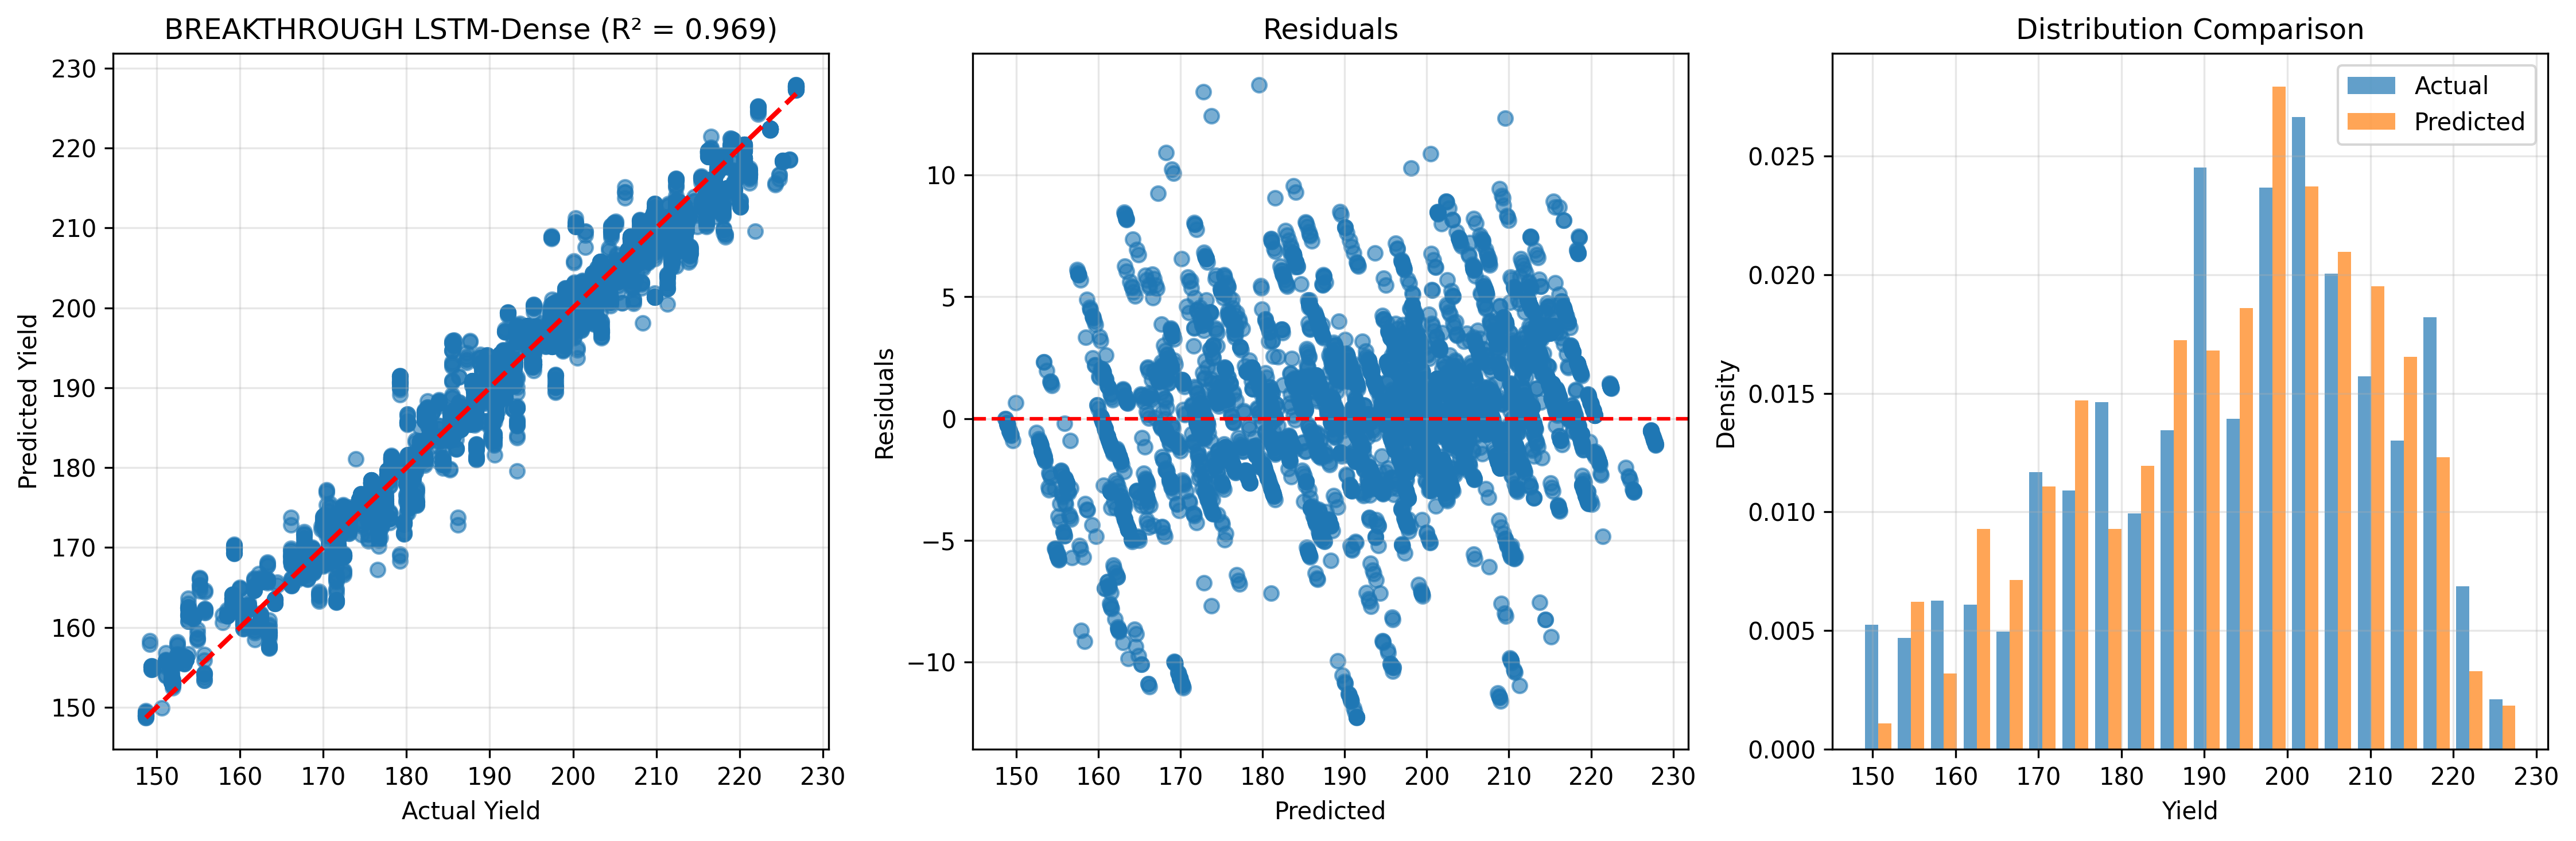 BREAKTHROUGH LSTM-Dense (R² = 0.969)
230
220
210
200
190
180
170
160
150
Predicted Yield
150 160 170 180 190 200 210 220 230
Actual Yield
Residuals
10
5
0
−5
−10
Residuals
150 160 170 180 190 200 210 220 230
Predicted
Distribution Comparison
Actual
Predicted
0.025
0.020
0.015
0.010
0.005
0.000
Density
150 160 170 180 190 200 210 220 230
Yield